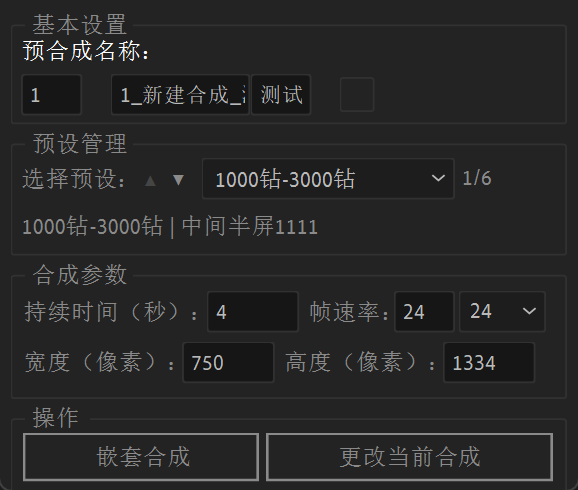 基本设置
预合成名称：
1 1_新建合成_ 测试
预设管理
选择预设： ▲ ▼ 1000钻-3000钻 1/6
1000钻-3000钻 | 中间半屏1111
合成参数
持续时间（秒）： 4 帧速率： 24 24
宽度（像素）： 750 高度（像素）： 1334
操作
嵌套合成 更改当前合成